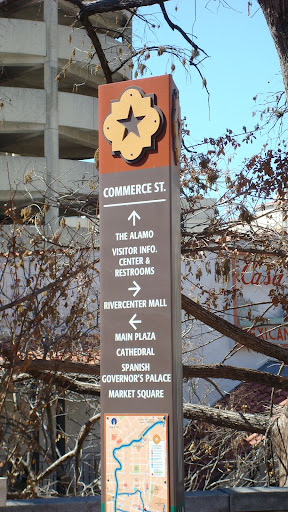 COMMERCE ST.
↑
THE ALAMO
VISITOR INFO.
CENTER &
RESTROOMS
→
RIVERCENTER MALL
←
MAIN PLAZA
CATHEDRAL
SPANISH
GOVERNOR'S PALACE
MARKET SQUARE